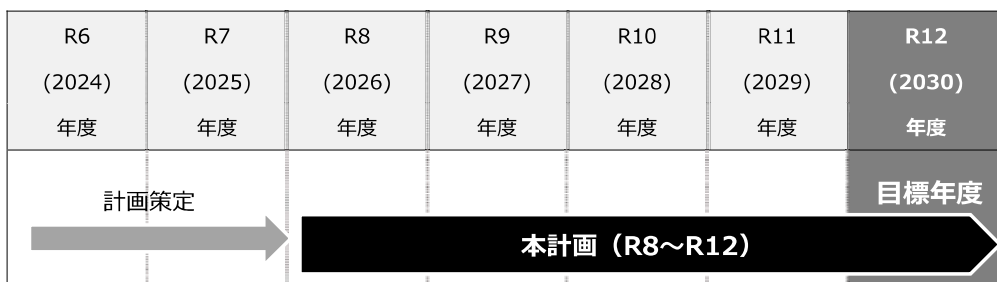 R6 R7 R8 R9 R10 R11 R12
(2024) (2025) (2026) (2027) (2028) (2029) (2030)
年度 年度 年度 年度 年度 年度 年度
計画策定 目標年度
本計画（R8～R12）